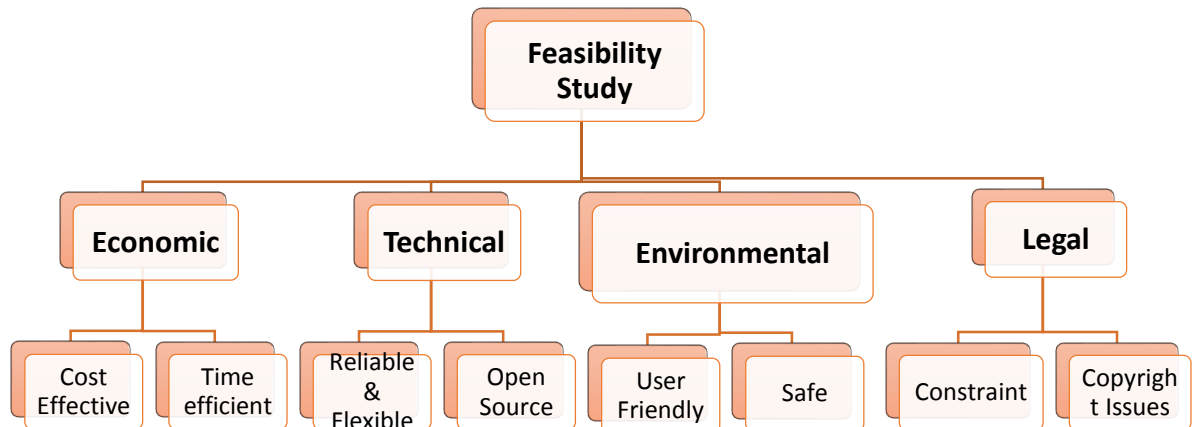 Feasibility
Study
Economic
Technical
Environmental
Legal
Cost
Effective
Time
efficient
Reliable
&
Flexible
Open
Source
User
Friendly
Safe
Constraint
Copyrigh
t Issues